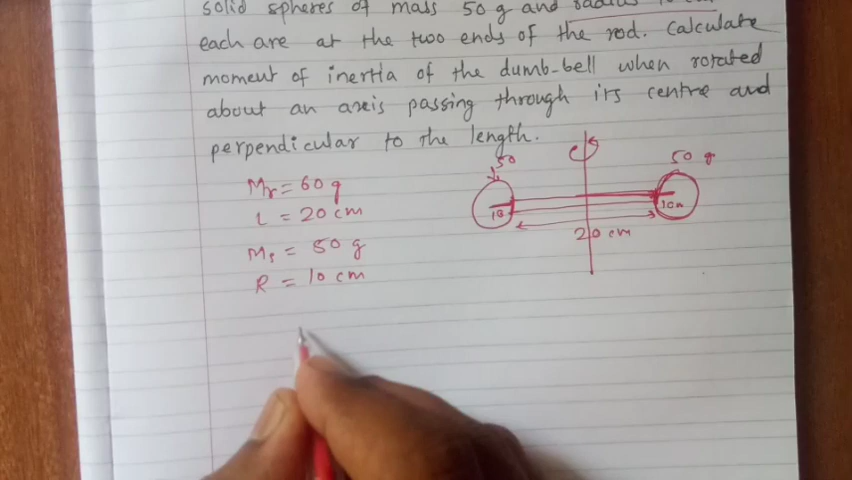 solid spheres of mass 50 g and radius
each are at the two ends of the rod. Calculate
moment of inertia of the dumb-bell when rotated
about an axis passing through its centre and
perpendicular to the length.
50
50 g
Mr = 60 g
L = 20 cm
10
10cm
20 cm
Ms = 50 g
R = 10 cm